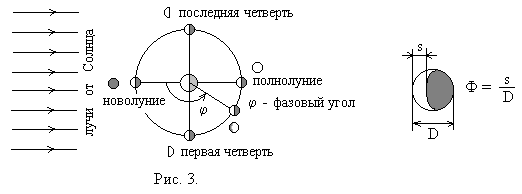 последняя четверть
лучи от Солнца
новолуние
полнолуние
φ
φ - фазовый угол
первая четверть
s
D
Φ = s/D
Рис. 3.